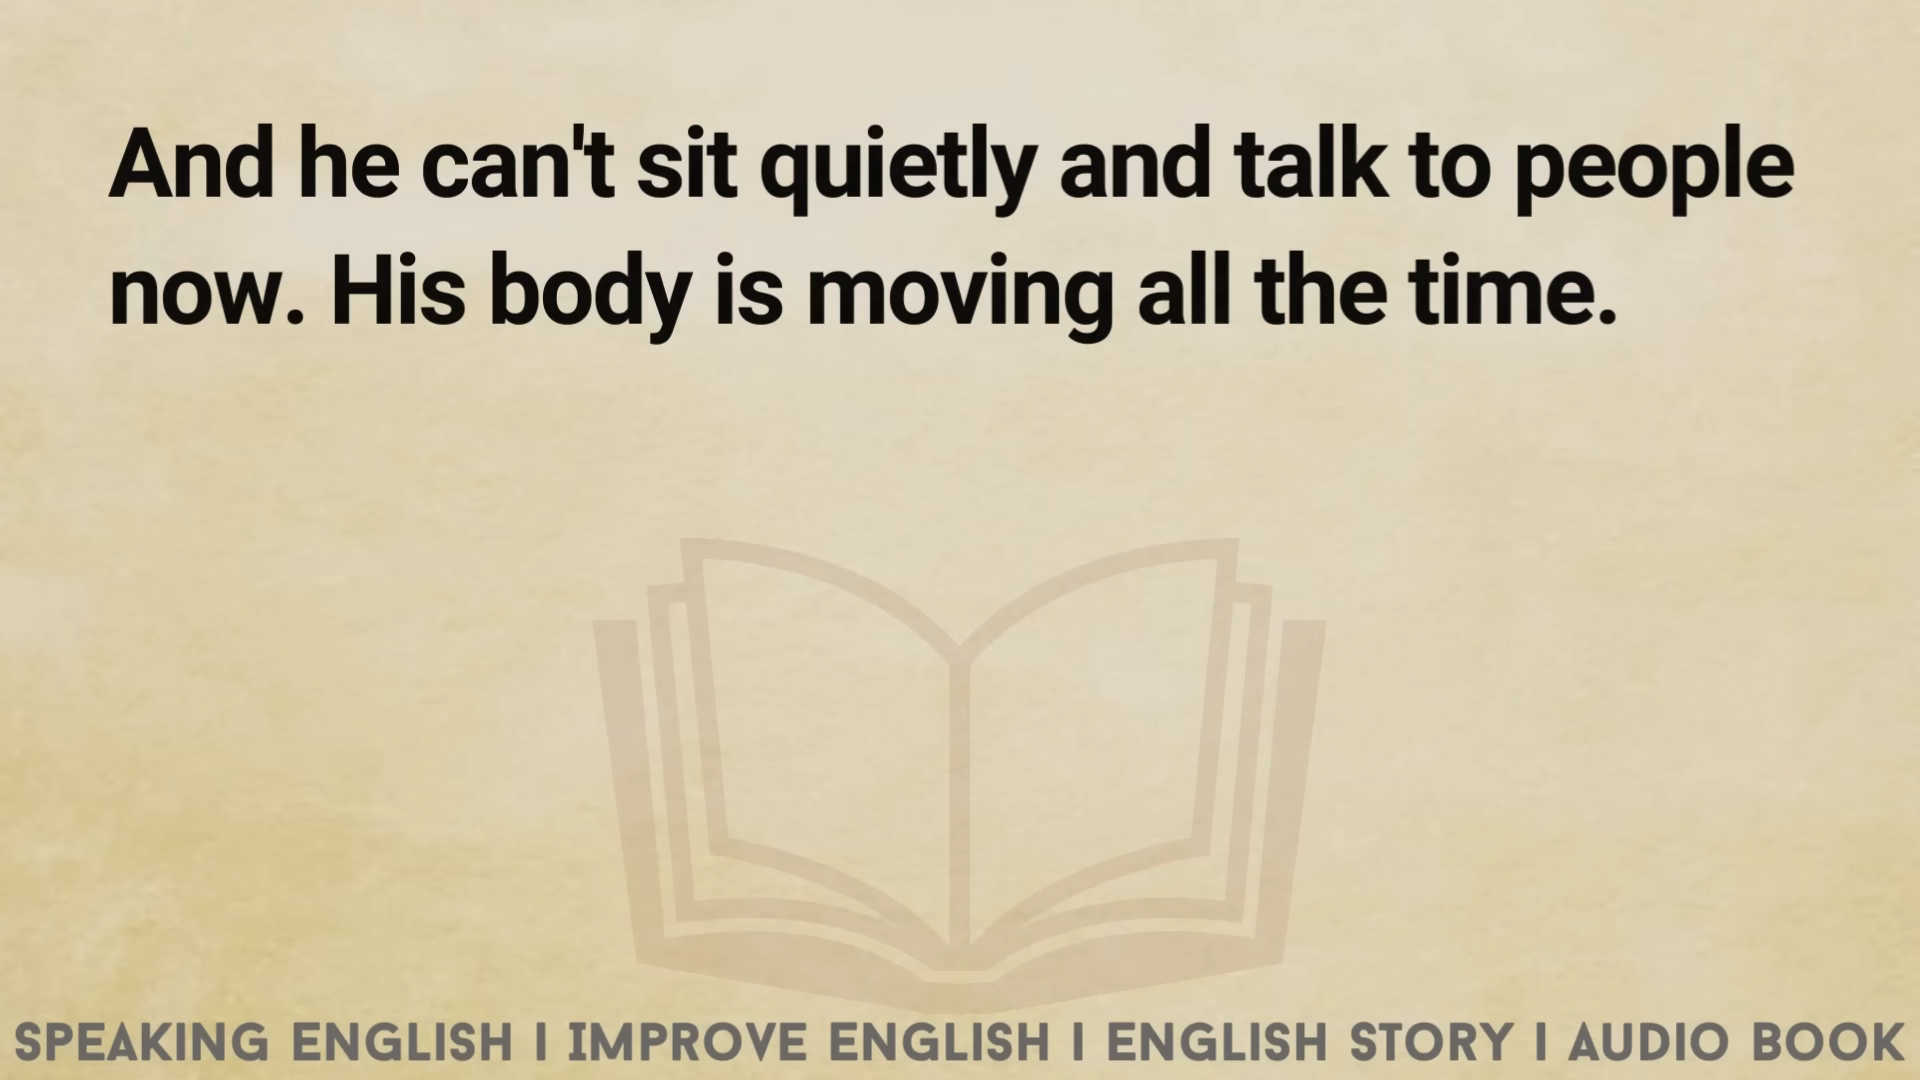 And he can't sit quietly and talk to people
now. His body is moving all the time.
SPEAKING ENGLISH I IMPROVE ENGLISH I ENGLISH STORY I AUDIO BOOK